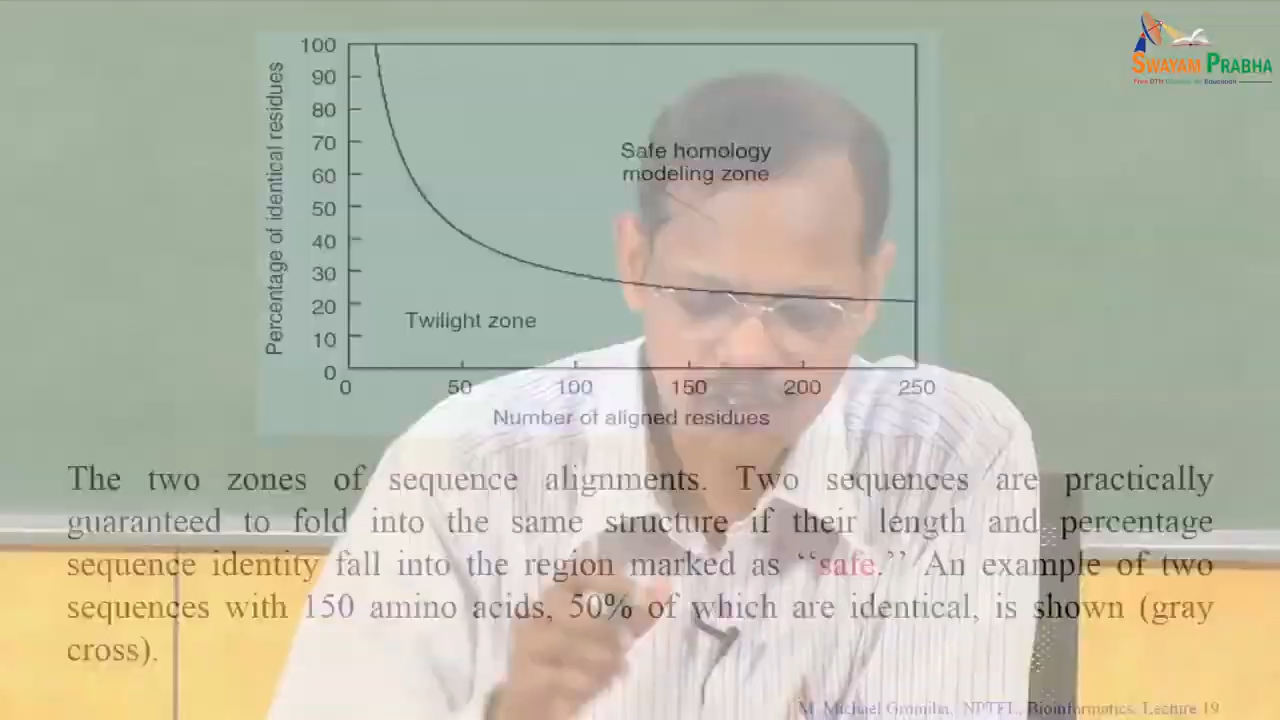 SWAYAM PRABHA
100
90
80
70
60
50
40
30
20
10
0
Percentage of identical residues
Safe homology
modeling zone
Twilight zone
0 50 100 150 200 250
Number of aligned residues
The two zones of sequence alignments. Two sequences are practically
guaranteed to fold into the same structure if their length and percentage
sequence identity fall into the region marked as ‘‘safe.’’ An example of two
sequences with 150 amino acids, 50% of which are identical, is shown (gray
cross).
M. Michael Gromiha, NPTEL, Bioinformatics, Lecture 19